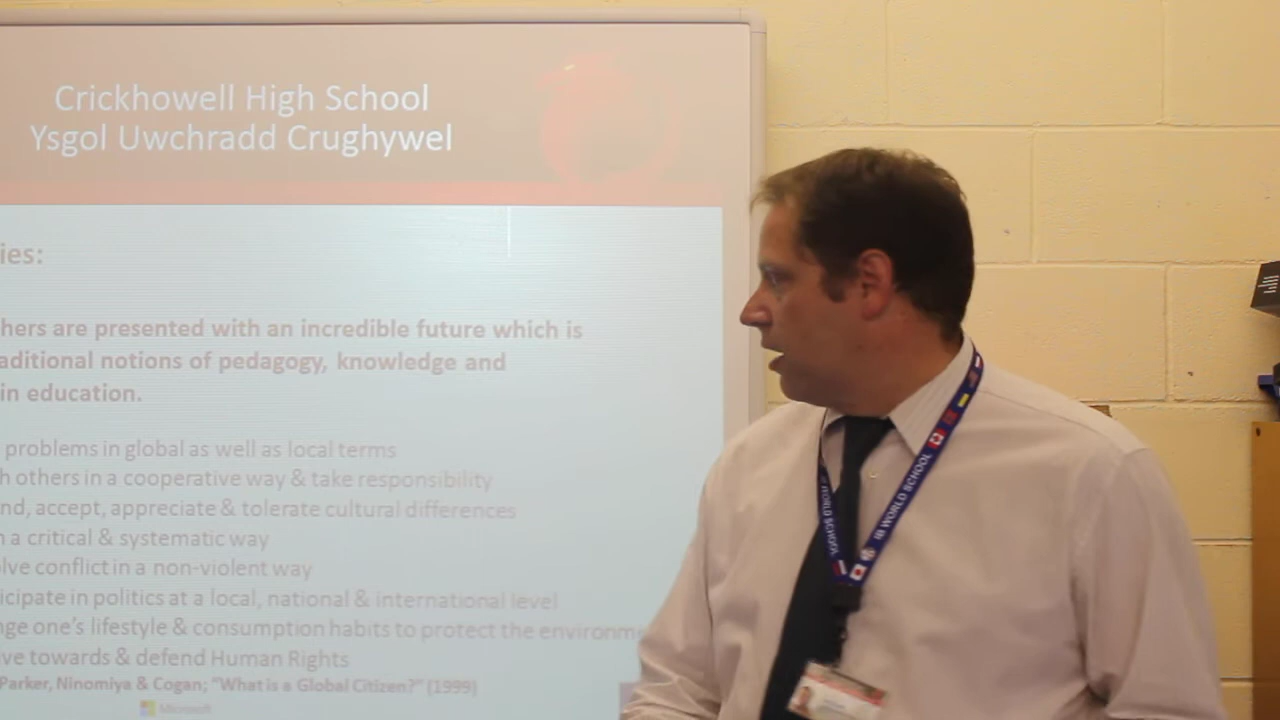 Crickhowell High School
Ysgol Uwchradd Crughywel
ies:
hers are presented with an incredible future which is
aditional notions of pedagogy, knowledge and
in education.
problems in global as well as local terms
h others in a cooperative way & take responsibility
nd, accept, appreciate & tolerate cultural differences
n a critical & systematic way
lve conflict in a non-violent way
icipate in politics at a local, national & international level
nge one's lifestyle & consumption habits to protect the environm
ive towards & defend Human Rights
Parker, Ninomiya & Cogan; "What is a Global Citizen?" (1999)
Microsoft
IB WORLD SCHOOL
WORLD SCHOOL